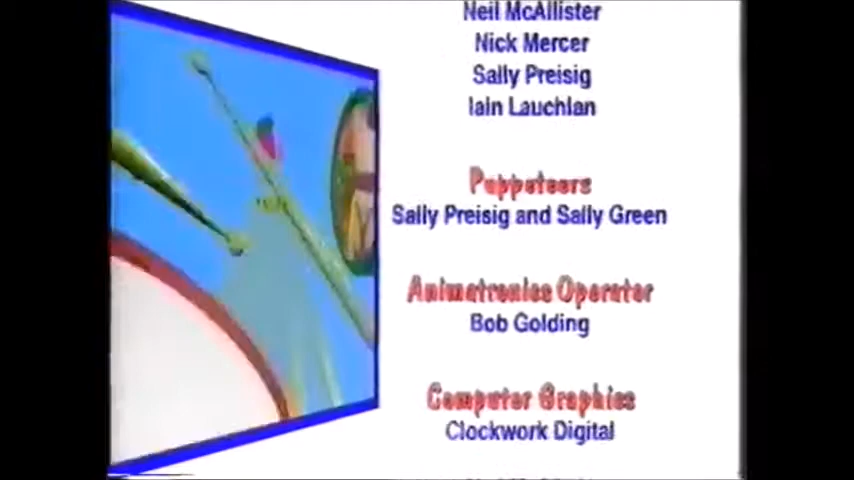 Neil McAllister
Nick Mercer
Sally Preisig
Iain Lauchlan
Puppeteers
Sally Preisig and Sally Green
Animatronics Operator
Bob Golding
Computer Graphics
Clockwork Digital